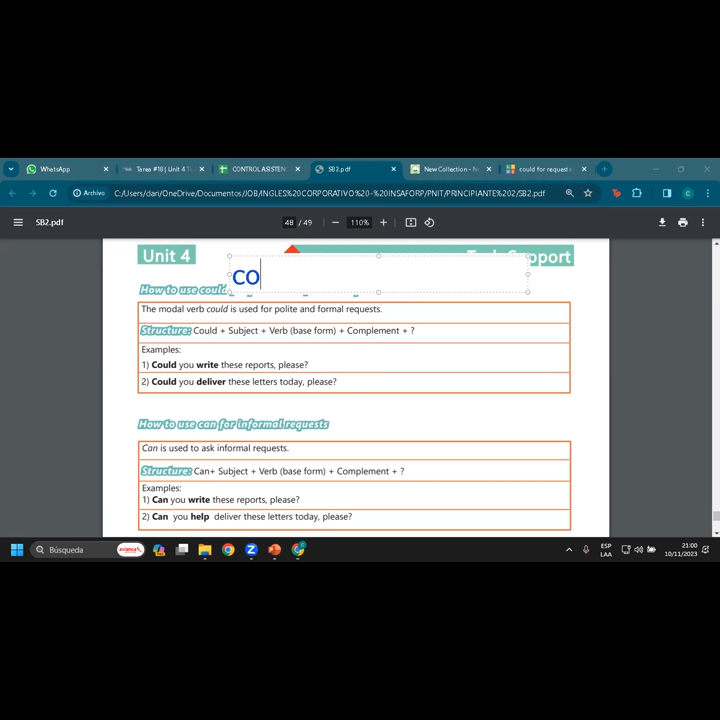 WhatsApp
Tarea #18 | Unit 4 T
CONTROL ASISTEN
SB2.pdf
New Collection - N
could for request
Archivo
C:/Users/dari/OneDrive/Documentos/JOB/INGLES%20CORPORATIVO%20-%20INSAFORP/PNIT/PRINCIPIANTE%202/SB2.pdf
SB2.pdf
48 / 49
110%
Unit 4
Support
CO
How to use could
The modal verb could is used for polite and formal requests.
Structure: Could + Subject + Verb (base form) + Complement + ?
Examples:
1) Could you write these reports, please?
2) Could you deliver these letters today, please?
How to use can for informal requests
Can is used to ask informal requests.
Structure: Can+ Subject + Verb (base form) + Complement + ?
Examples:
1) Can you write these reports, please?
2) Can you help deliver these letters today, please?
Búsqueda
avianca
ESP
LAA
21:00
10/11/2023